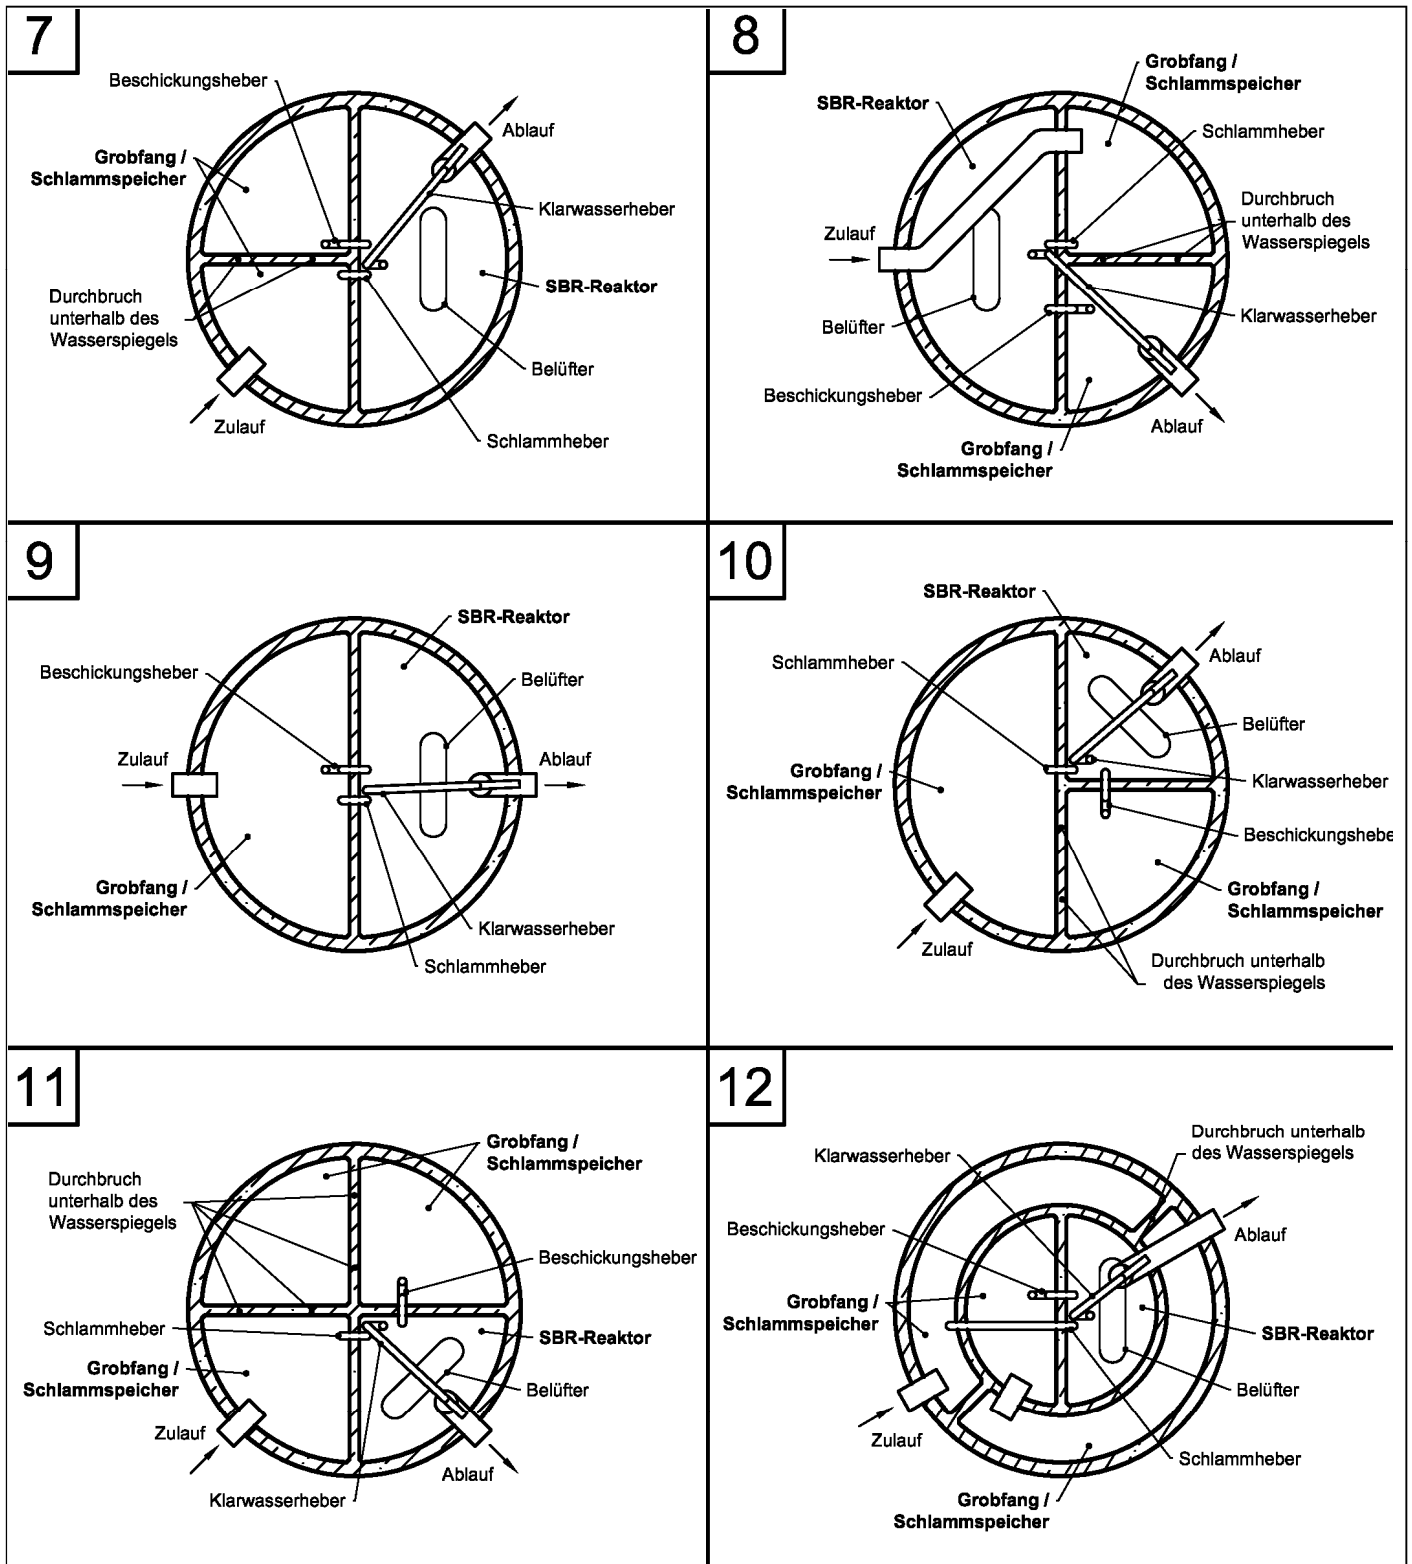 7
Beschickungsheber
Ablauf
Grobfang /
Schlammspeicher
Klarwasserheber
SBR-Reaktor
Durchbruch
unterhalb des
Wasserspiegels
Belüfter
Zulauf
Schlammheber
8
Grobfang /
Schlammspeicher
SBR-Reaktor
Schlammheber
Durchbruch
unterhalb des
Wasserspiegels
Zulauf
Klarwasserheber
Belüfter
Beschickungsheber
Ablauf
Grobfang /
Schlammspeicher
9
SBR-Reaktor
Beschickungsheber
Belüfter
Zulauf
Ablauf
Grobfang /
Schlammspeicher
Klarwasserheber
Schlammheber
10
SBR-Reaktor
Schlammheber
Ablauf
Belüfter
Grobfang /
Schlammspeicher
Klarwasserheber
Beschickungshebe
Grobfang /
Schlammspeicher
Zulauf
Durchbruch unterhalb
des Wasserspiegels
11
Grobfang /
Schlammspeicher
Durchbruch
unterhalb des
Wasserspiegels
Beschickungsheber
Schlammheber
SBR-Reaktor
Grobfang /
Schlammspeicher
Belüfter
Zulauf
Ablauf
Klarwasserheber
12
Durchbruch unterhalb
des Wasserspiegels
Klarwasserheber
Beschickungsheber
Ablauf
Grobfang /
Schlammspeicher
SBR-Reaktor
Belüfter
Zulauf
Schlammheber
Grobfang /
Schlammspeicher